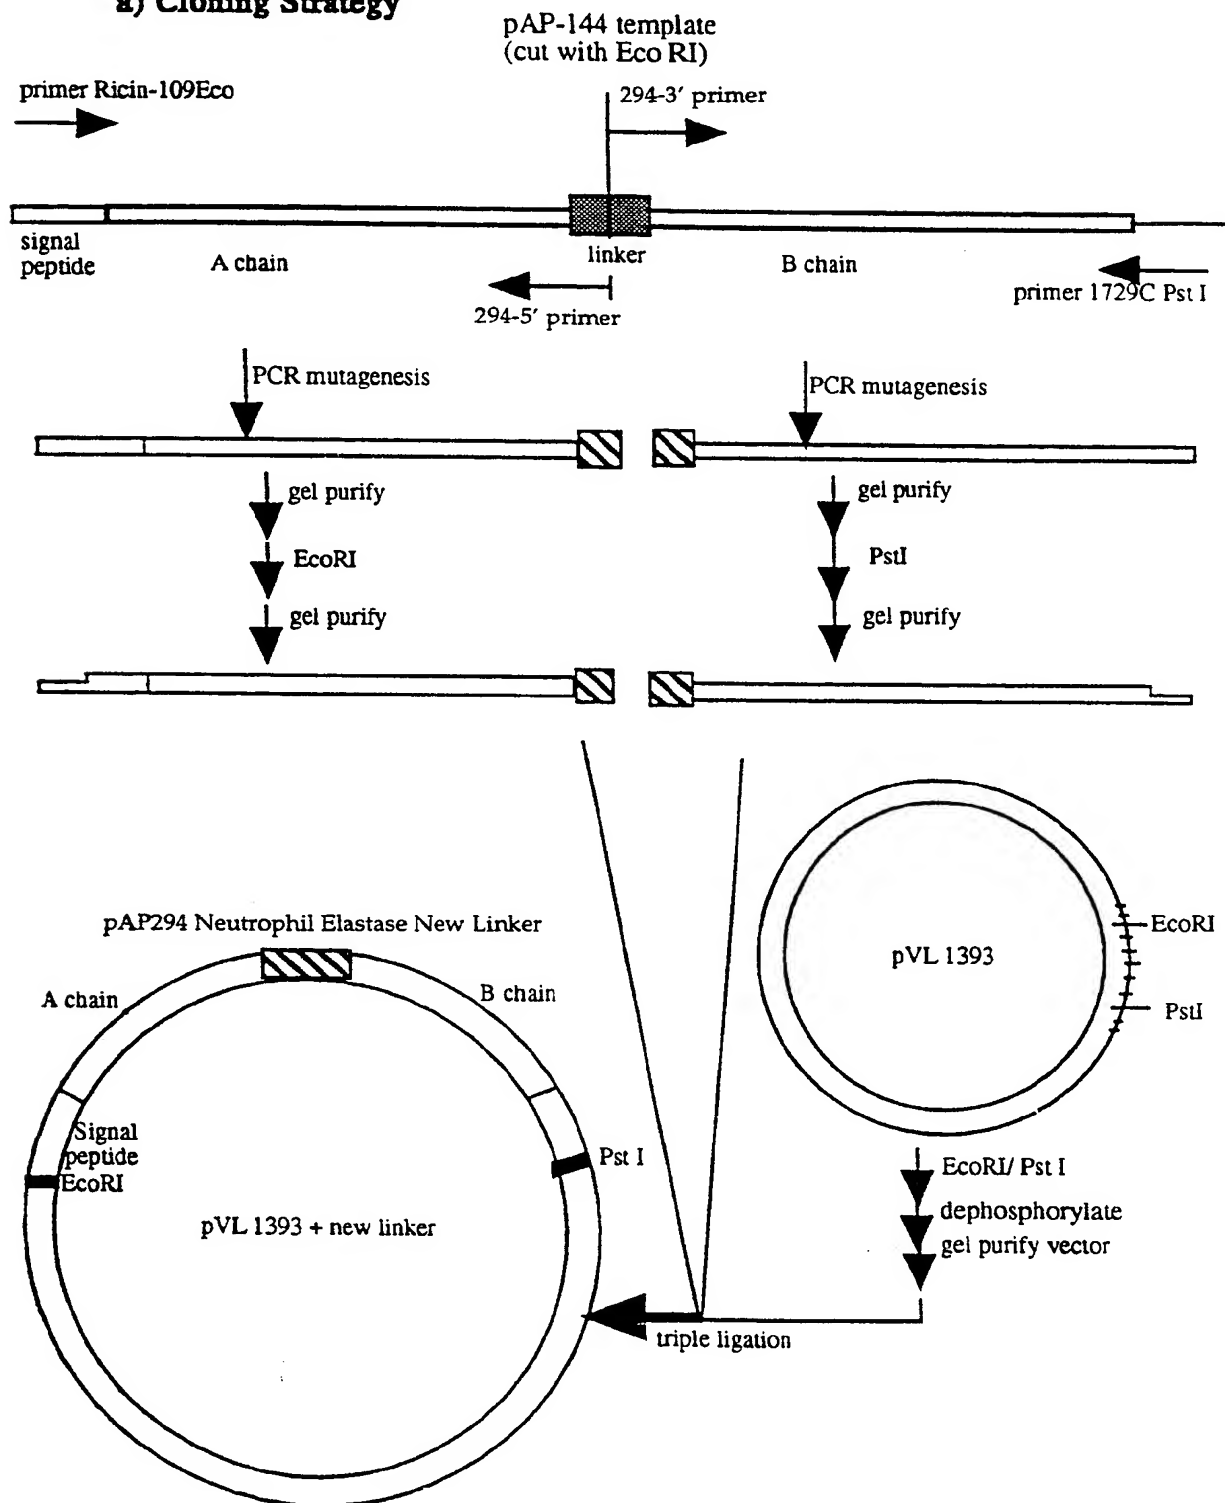 a) Cloning Strategy
pAP-144 template
(cut with Eco RI)
primer Ricin-109Eco
294-3′ primer
signal
peptide
A chain
linker
B chain
294-5′ primer
primer 1729C Pst I
PCR mutagenesis
PCR mutagenesis
gel purify
gel purify
EcoRI
PstI
gel purify
gel purify
pAP294 Neutrophil Elastase New Linker
A chain
B chain
pVL 1393
EcoRI
PstI
Signal
peptide
EcoRI
Pst I
pVL 1393 + new linker
EcoRI/ Pst I
dephosphorylate
gel purify vector
triple ligation